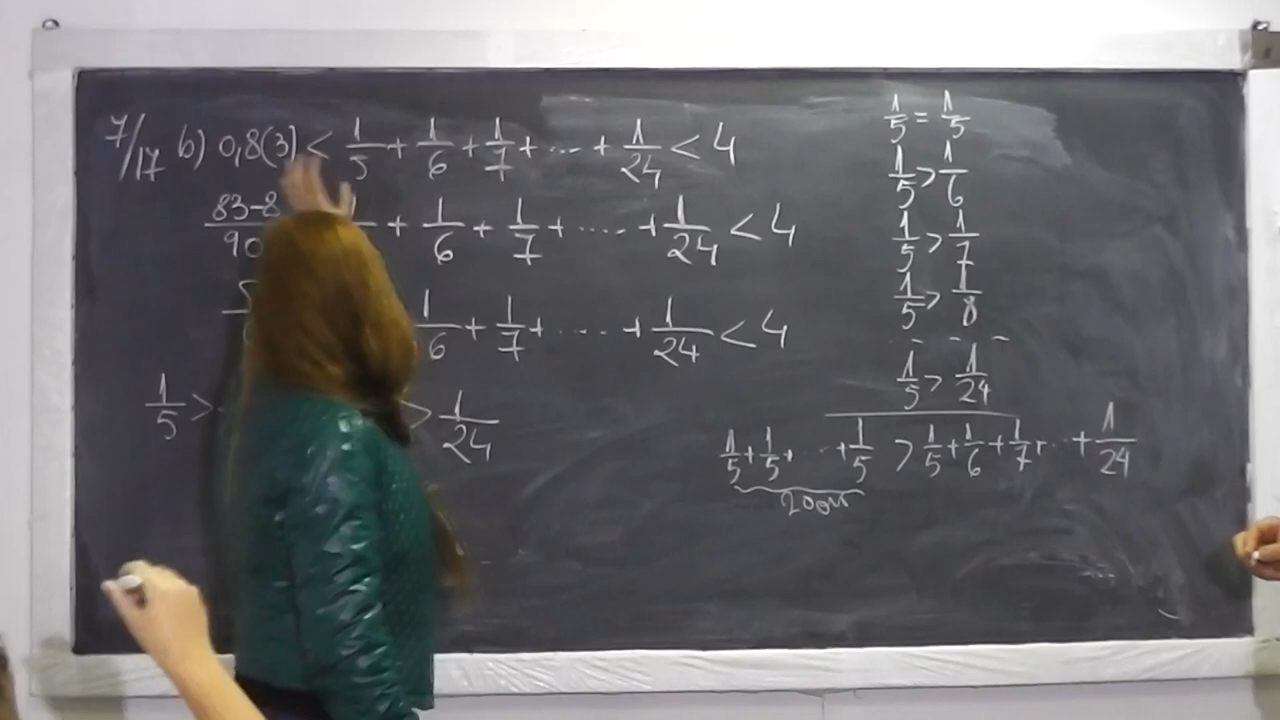 7/17 b) 0,8(3) < 1/5 + 1/6 + 1/7 + ... + 1/24 < 4
83-8/90 + 1/6 + 1/7 + ..... + 1/24 < 4
1/6 + 1/7 + ..... + 1/24 < 4
1/5 > > 1/24
1/5 = 1/5
1/5 > 1/6
1/5 > 1/7
1/5 > 1/8
- - - -
1/5 > 1/24
1/5 + 1/5 + ... + 1/5 > 1/5 + 1/6 + 1/7 + ... + 1/24